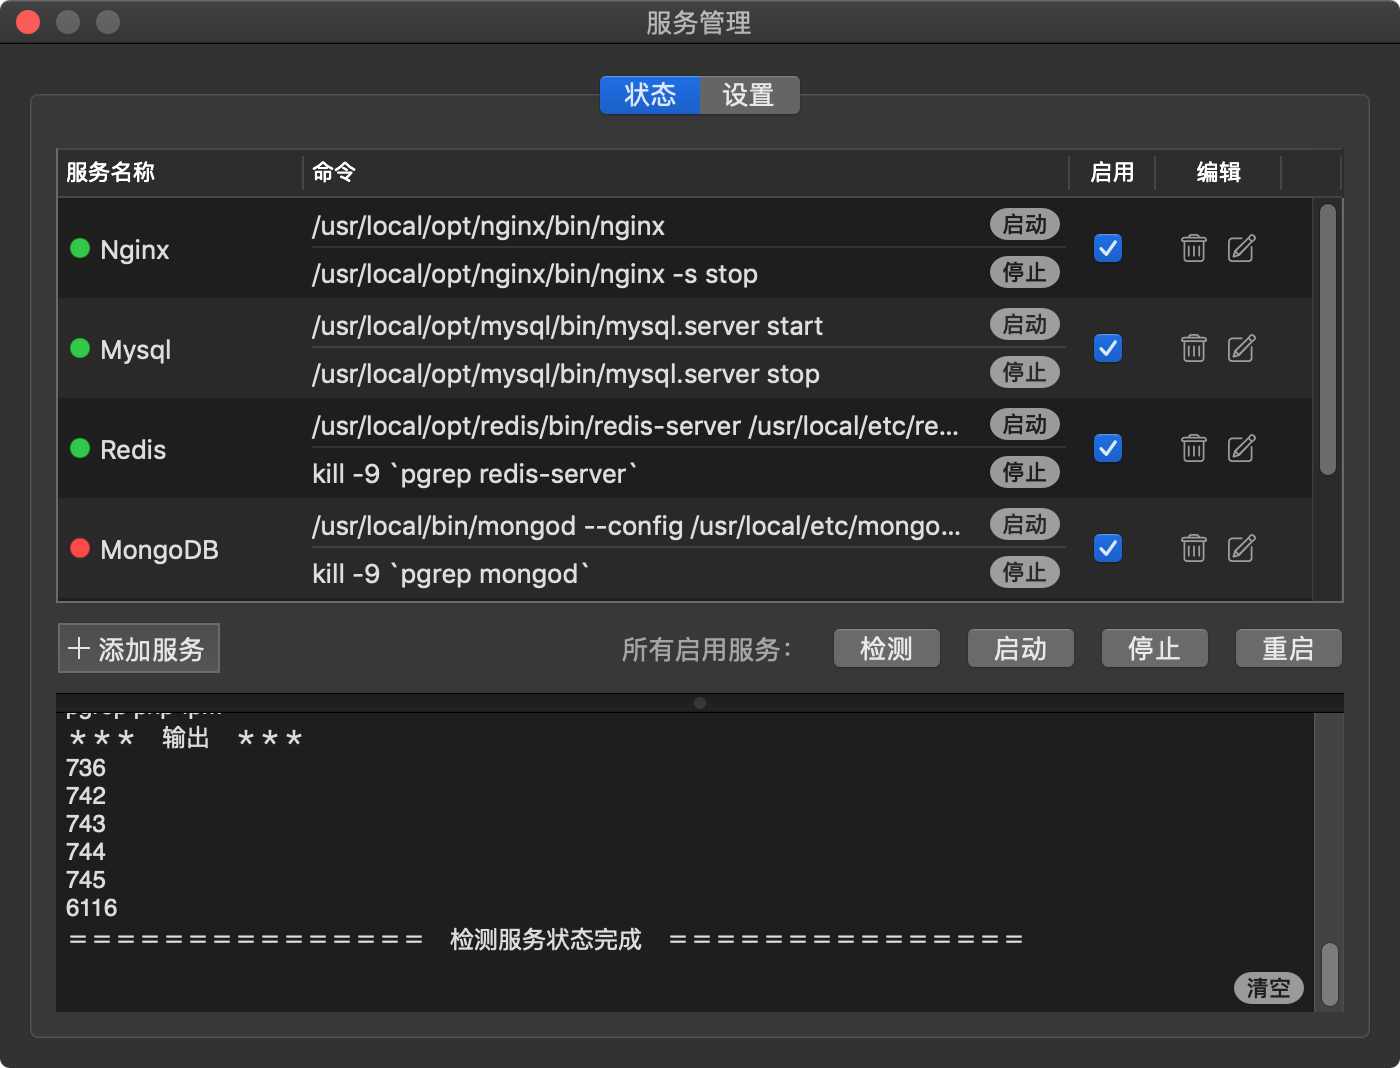 服务管理
状态 设置
服务名称 命令 启用 编辑
Nginx
/usr/local/opt/nginx/bin/nginx 启动
/usr/local/opt/nginx/bin/nginx -s stop 停止
Mysql
/usr/local/opt/mysql/bin/mysql.server start 启动
/usr/local/opt/mysql/bin/mysql.server stop 停止
Redis
/usr/local/opt/redis/bin/redis-server /usr/local/etc/re... 启动
kill -9 `pgrep redis-server` 停止
MongoDB
/usr/local/bin/mongod --config /usr/local/etc/mongo... 启动
kill -9 `pgrep mongod` 停止
添加服务 所有启用服务： 检测 启动 停止 重启
*** 输出 ***
736
742
743
744
745
6116
=============== 检测服务状态完成 ===============
清空